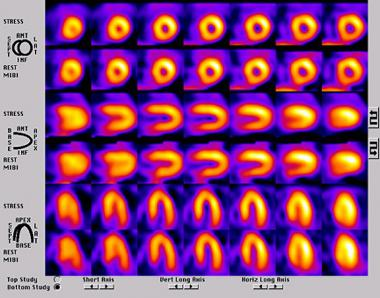 STRESS
ANT
SEPT
LAT
INF
REST
MIBI
STRESS
ANT
BASE
APEX
INF
REST
MIBI
STRESS
APEX
SEPT
LAT
BASE
REST
MIBI
Top Study
Short Axis
Vert Long Axis
Horiz Long Axis
Bottom Study